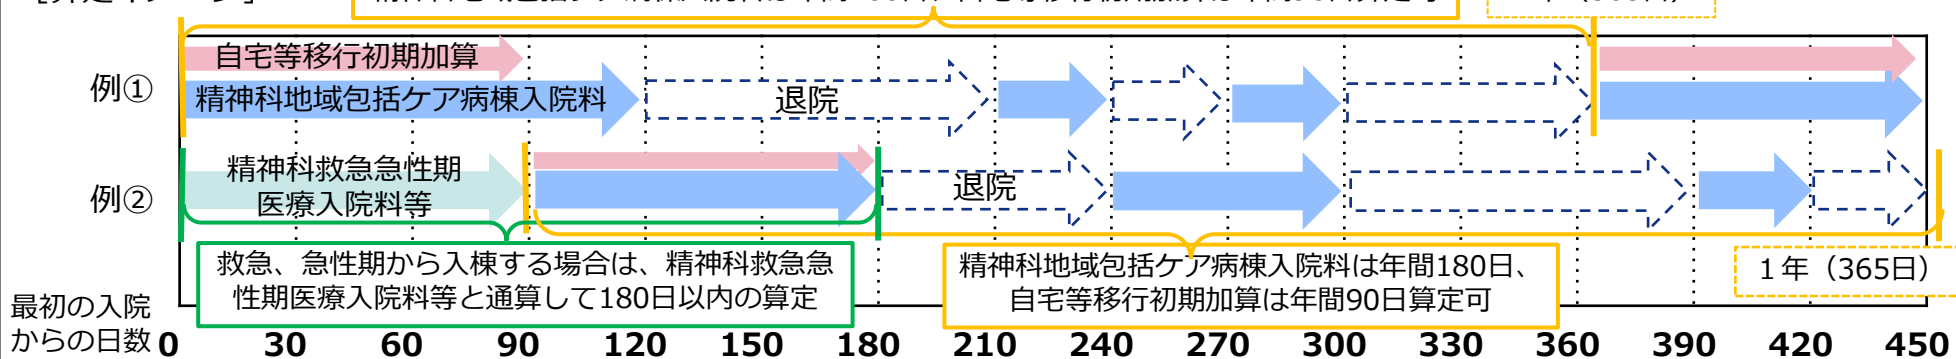 自宅等移行初期加算
例①
精神科地域包括ケア病棟入院料
退院
精神科救急急性期
医療入院料等
例②
退院
救急、急性期から入棟する場合は、精神科救急急
性期医療入院料等と通算して180日以内の算定
精神科地域包括ケア病棟入院料は年間180日、
自宅等移行初期加算は年間90日算定可
1年（365日）
最初の入院
からの日数
0 30 60 90 120 150 180 210 240 270 300 330 360 390 420 450